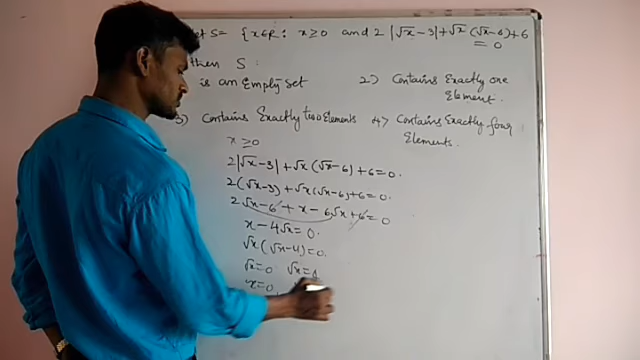 et S = { x∈R : x ≥ 0 and 2 |√x - 3| + √x (√x - 6) + 6
= 0
then S :
is an Empty Set 2) Contains Exactly one
Element.
3) Contains Exactly two Elements 4) Contains Exactly four
Elements.
x ≥ 0
2|√x - 3| + √x (√x - 6) + 6 = 0.
2(√x - 3) + √x (√x - 6) + 6 = 0.
2√x - 6 + x - 6√x + 6 = 0
x - 4√x = 0.
√x (√x - 4) = 0.
√x = 0 √x = 4
x = 0